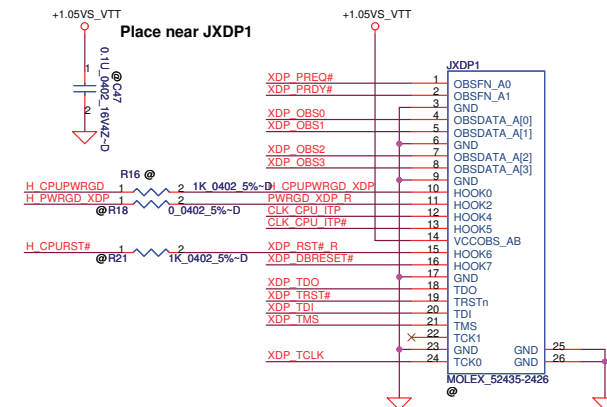 +1.05VS_VTT
+1.05VS_VTT
Place near JXDP1
1
@C47
0.1U_0402_16V4Z~D
2
JXDP1
XDP_PREQ# 1 OBSFN_A0
XDP_PRDY# 2 OBSFN_A1
3 GND
XDP_OBS0 4 OBSDATA_A[0]
XDP_OBS1 5 OBSDATA_A[1]
6 GND
XDP_OBS2 7 OBSDATA_A[2]
XDP_OBS3 8 OBSDATA_A[3]
9 GND
R16 @
H_CPUPWRGD 1 2 1K_0402_5%~D H_CPUPWRGD_XDP 10 HOOK0
H_PWRGD_XDP 1 2 PWRGD_XDP_R 11 HOOK2
@R18 0_0402_5%~D CLK_CPU_ITP 12 HOOK4
CLK_CPU_ITP# 13 HOOK5
14 VCCOBS_AB
H_CPURST# 1 2 XDP_RST#_R 15 HOOK6
@R21 1K_0402_5%~D XDP_DBRESET# 16 HOOK7
17 GND
XDP_TDO 18 TDO
XDP_TRST# 19 TRSTn
XDP_TDI 20 TDI
XDP_TMS 21 TMS
22 TCK1
23 GND GND 25
XDP_TCLK 24 TCK0 GND 26
MOLEX_52435-2426
@